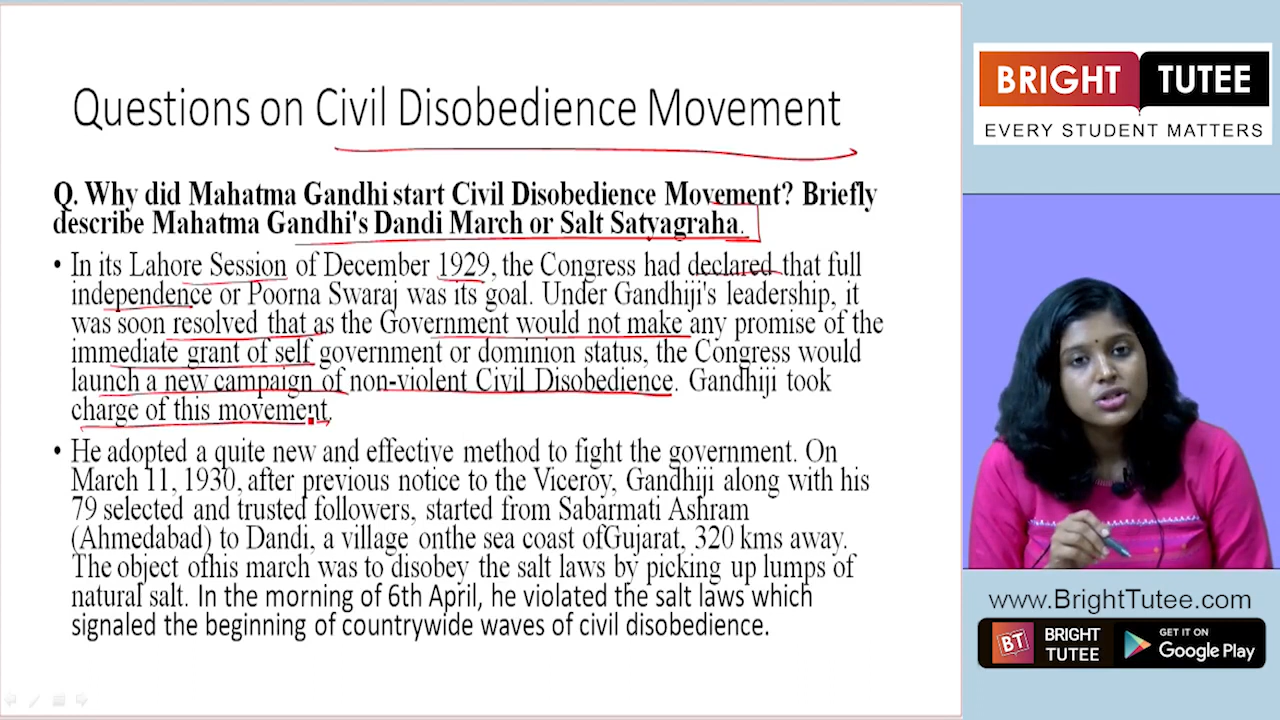 Questions on Civil Disobedience Movement
Q. Why did Mahatma Gandhi start Civil Disobedience Movement? Briefly
describe Mahatma Gandhi's Dandi March or Salt Satyagraha.
• In its Lahore Session of December 1929, the Congress had declared that full
independence or Poorna Swaraj was its goal. Under Gandhiji's leadership, it
was soon resolved that as the Government would not make any promise of the
immediate grant of self government or dominion status, the Congress would
launch a new campaign of non-violent Civil Disobedience. Gandhiji took
charge of this movement,
• He adopted a quite new and effective method to fight the government. On
March 11, 1930, after previous notice to the Viceroy, Gandhiji along with his
79 selected and trusted followers, started from Sabarmati Ashram
(Ahmedabad) to Dandi, a village onthe sea coast ofGujarat, 320 kms away.
The object ofhis march was to disobey the salt laws by picking up lumps of
natural salt. In the morning of 6th April, he violated the salt laws which
signaled the beginning of countrywide waves of civil disobedience.
BRIGHT TUTEE
EVERY STUDENT MATTERS
www.BrightTutee.com
BT
BRIGHT
TUTEE
GET IT ON
Google Play